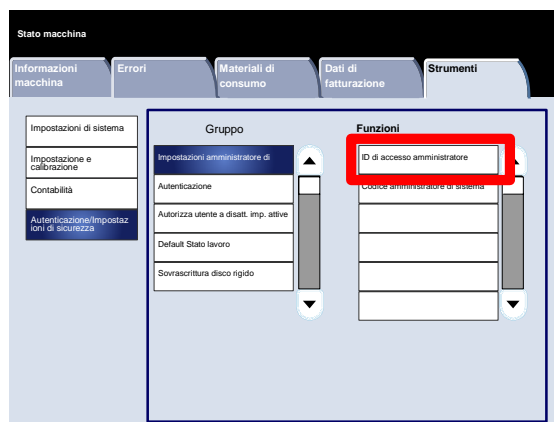 Stato macchina
Informazioni
macchina
Errori
Materiali di
consumo
Dati di
fatturazione
Strumenti
Impostazioni di sistema
Impostazione e
calibrazione
Contabilità
Autenticazione/Impostaz
ioni di sicurezza
Gruppo
Impostazioni amministratore di
Autenticazione
Autorizza utente a disatt. imp. attive
Default Stato lavoro
Sovrascrittura disco rigido
Funzioni
ID di accesso amministratore
Codice amministratore di sistema